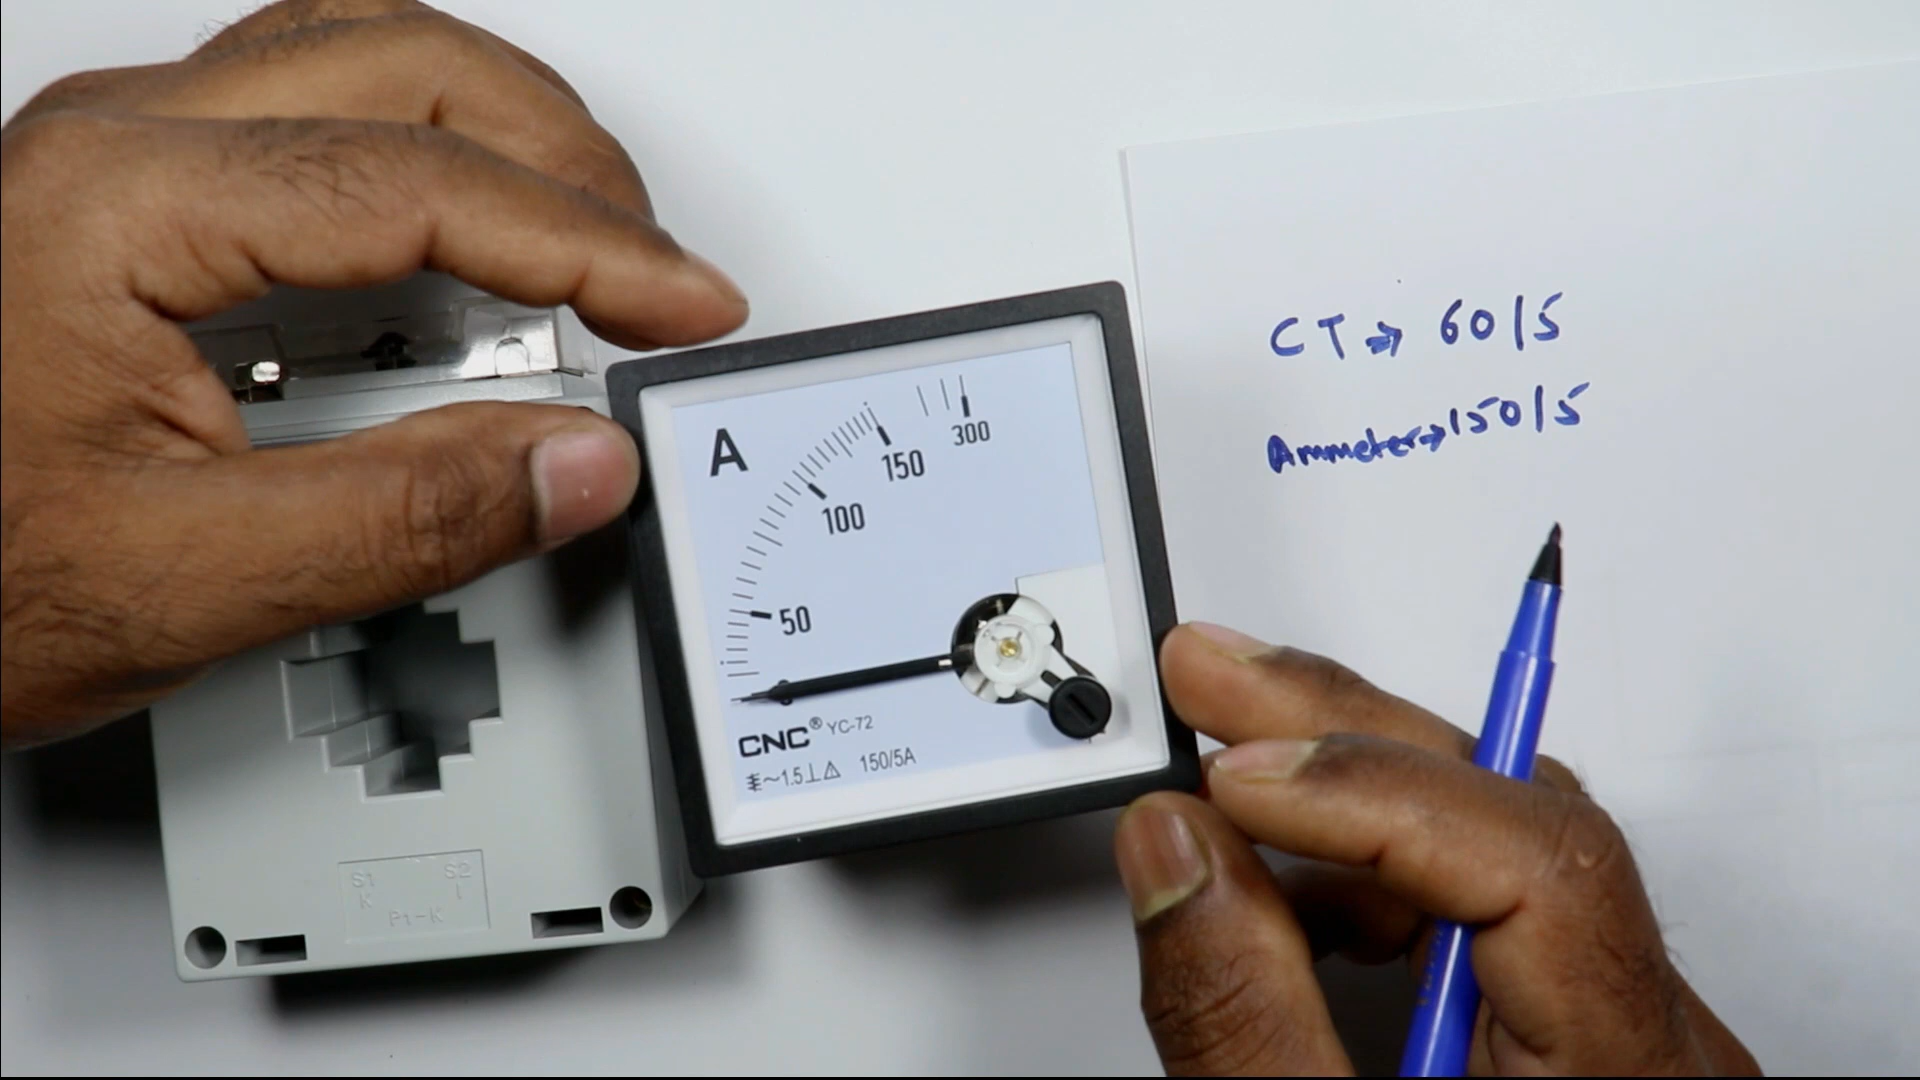 A
50
100
150
300
CNC® YC-72
~1.5 150/5A
CT → 60/5
Ammeter → 150/5
S1 S2
K l
P1-K